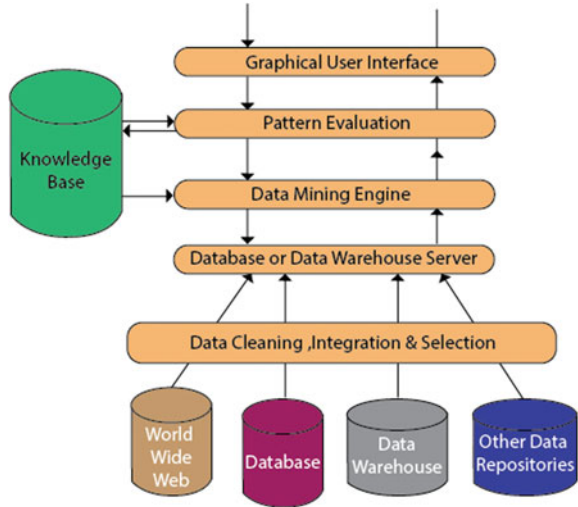 Graphical User Interface
Pattern Evaluation
Knowledge
Base
Data Mining Engine
Database or Data Warehouse Server
Data Cleaning ,Integration & Selection
World
Wide
Web
Database
Data
Warehouse
Other Data
Repositories